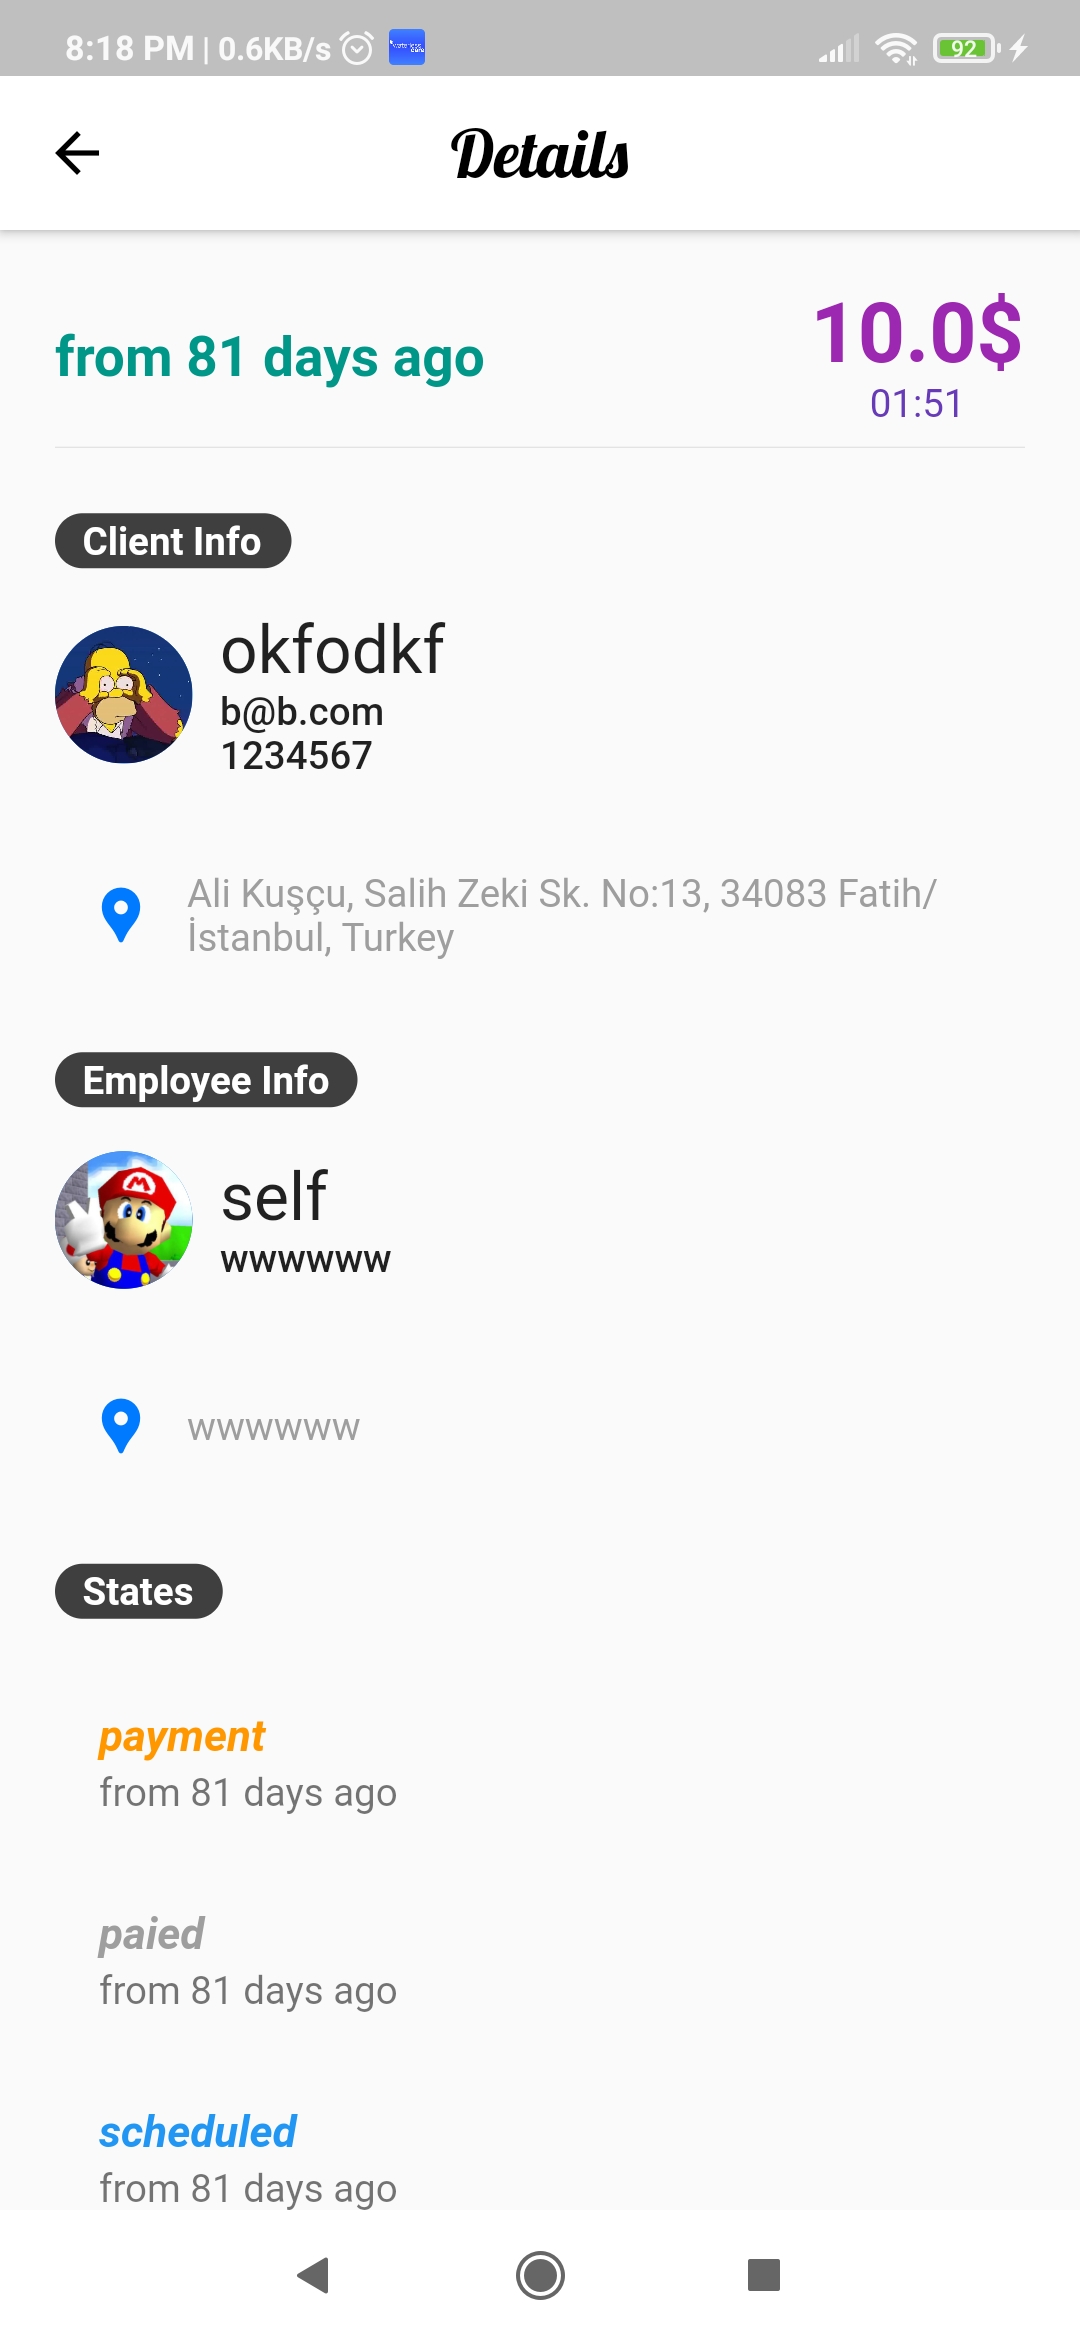 8:18 PM | 0.6KB/s
92
Details
from 81 days ago
10.0$
01:51
Client Info
okfodkf
b@b.com
1234567
Ali Kuşçu, Salih Zeki Sk. No:13, 34083 Fatih/
İstanbul, Turkey
Employee Info
self
wwwwww
wwwwww
States
payment
from 81 days ago
paied
from 81 days ago
scheduled
from 81 days ago